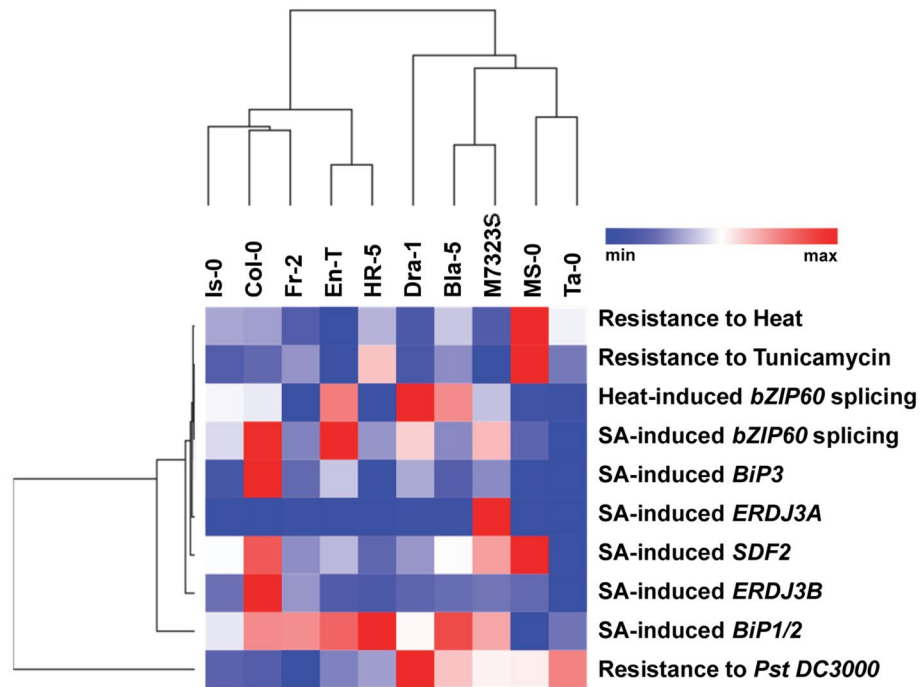 Is-0
Col-0
Fr-2
En-T
HR-5
Dra-1
Bla-5
M7323S
MS-0
Ta-0
min max
Resistance to Heat
Resistance to Tunicamycin
Heat-induced bZIP60 splicing
SA-induced bZIP60 splicing
SA-induced BiP3
SA-induced ERDJ3A
SA-induced SDF2
SA-induced ERDJ3B
SA-induced BiP1/2
Resistance to Pst DC3000